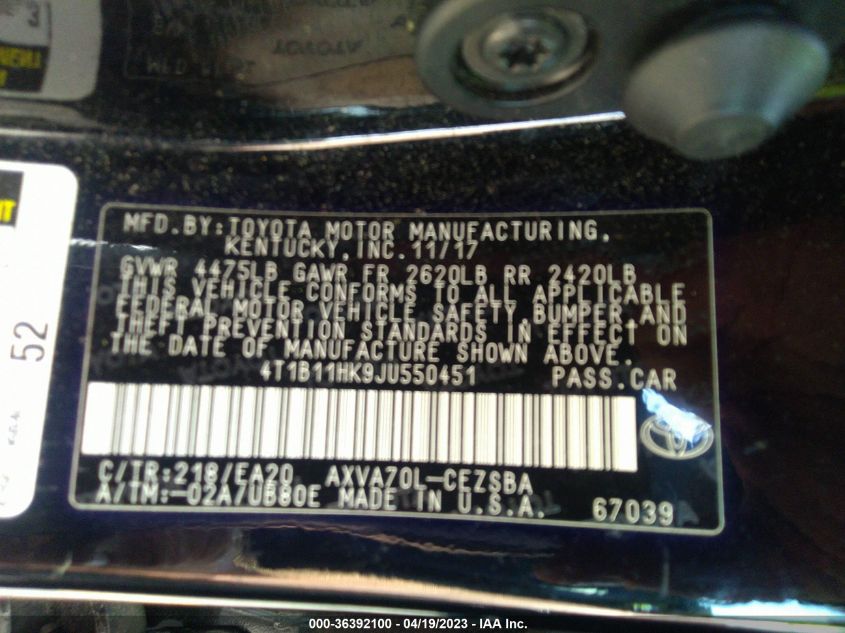 MFD.BY:TOYOTA MOTOR MANUFACTURING,
KENTUCKY,INC.11/17
GVWR 4475LB GAWR FR 2620LB RR 2420LB
THIS VEHICLE CONFORMS TO ALL APPLICABLE
FEDERAL MOTOR VEHICLE SAFETY,BUMPER,AND
THEFT PREVENTION STANDARDS IN EFFECT ON
THE DATE OF MANUFACTURE SHOWN ABOVE.
4T1B11HK9JU550451 PASS.CAR
C/TR:218/EA20 AXVA70L-CEZSBA
A/TM:-02A/UB80E MADE IN U.S.A. 67039
52
000-36392100 - 04/19/2023 - IAA Inc.